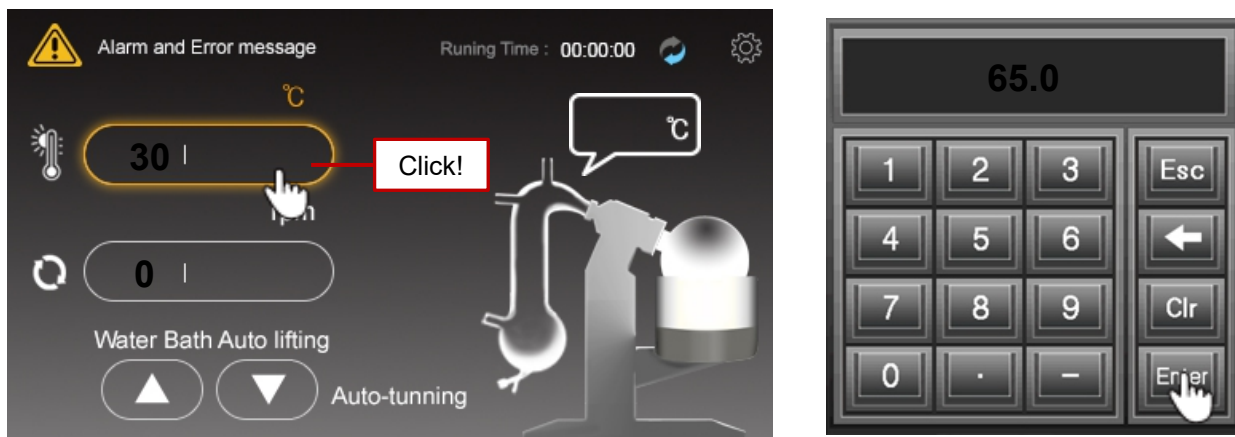 Alarm and Error message
Runing Time : 00:00:00
℃
30
Click!
℃
rpm
0
Water Bath Auto lifting
Auto-tunning
65.0
1 2 3 Esc
4 5 6
7 8 9 Clr
0 . - Enter